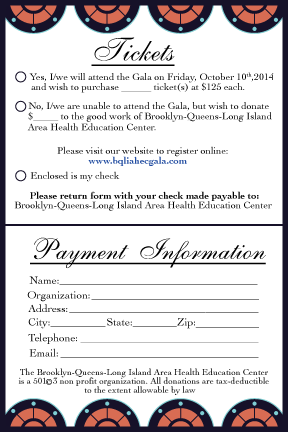 Tickets
Yes, I/we will attend the Gala on Friday, October 10th,2014
and wish to purchase ______ ticket(s) at $125 each.
No, I/we are unable to attend the Gala, but wish to donate
$_____ to the good work of Brooklyn-Queens-Long Island
Area Health Education Center.
Please visit our website to register online:
www.bqliahecgala.com
Enclosed is my check
Please return form with your check made payable to:
Brooklyn-Queens-Long Island Area Health Education Center
Payment Information
Name:
Organization:
Address:
City:__________ State:________ Zip:____________
Telephone:
Email:
The Brooklyn-Queens-Long Island Area Health Education Center
is a 501©3 non profit organization. All donations are tax-deductible
to the extent allowable by law